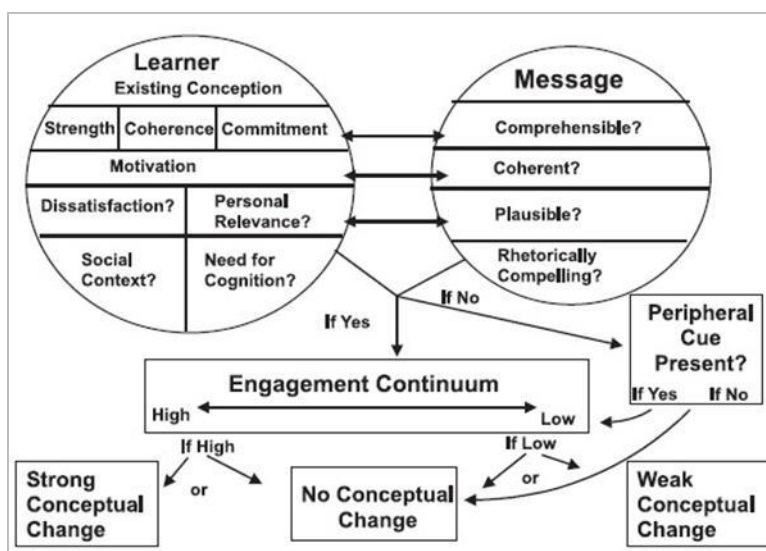 Learner
Existing Conception
Strength Coherence Commitment
Motivation
Dissatisfaction?
Personal
Relevance?
Social
Context?
Need for
Cognition?
Message
Comprehensible?
Coherent?
Plausible?
Rhetorically
Compelling?
If Yes
If No
Peripheral
Cue
Present?
If Yes If No
Engagement Continuum
High
Low
If High
If Low
Strong
Conceptual
Change
or
No Conceptual
Change
or
Weak
Conceptual
Change